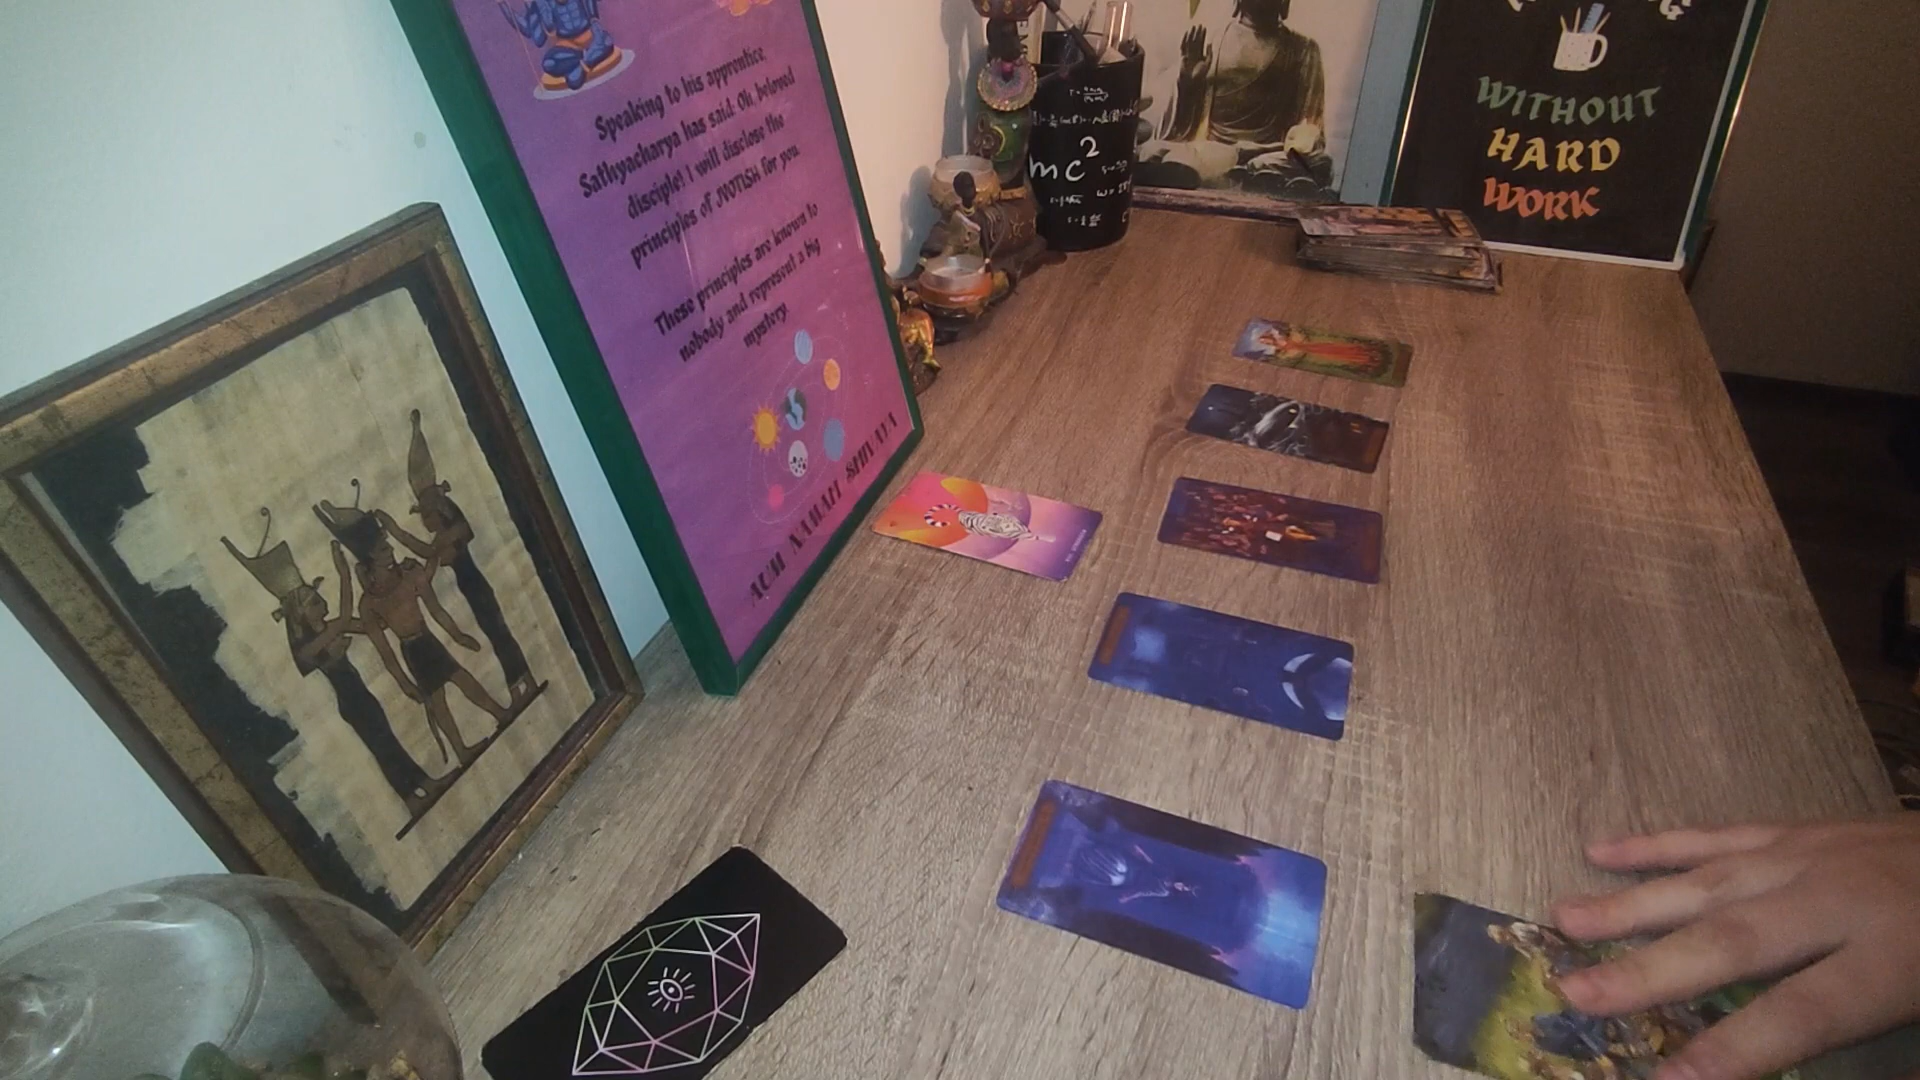 Speaking to his apprentice,
Sathyacharya has said: Oh, beloved
disciple! I will disclose the
principles of JYOTISH for you.
These principles are known to
nobody and represent a big
mystery.
AUM NAMAH SHIVAYA
mc²
WITHOUT
HARD
WORK